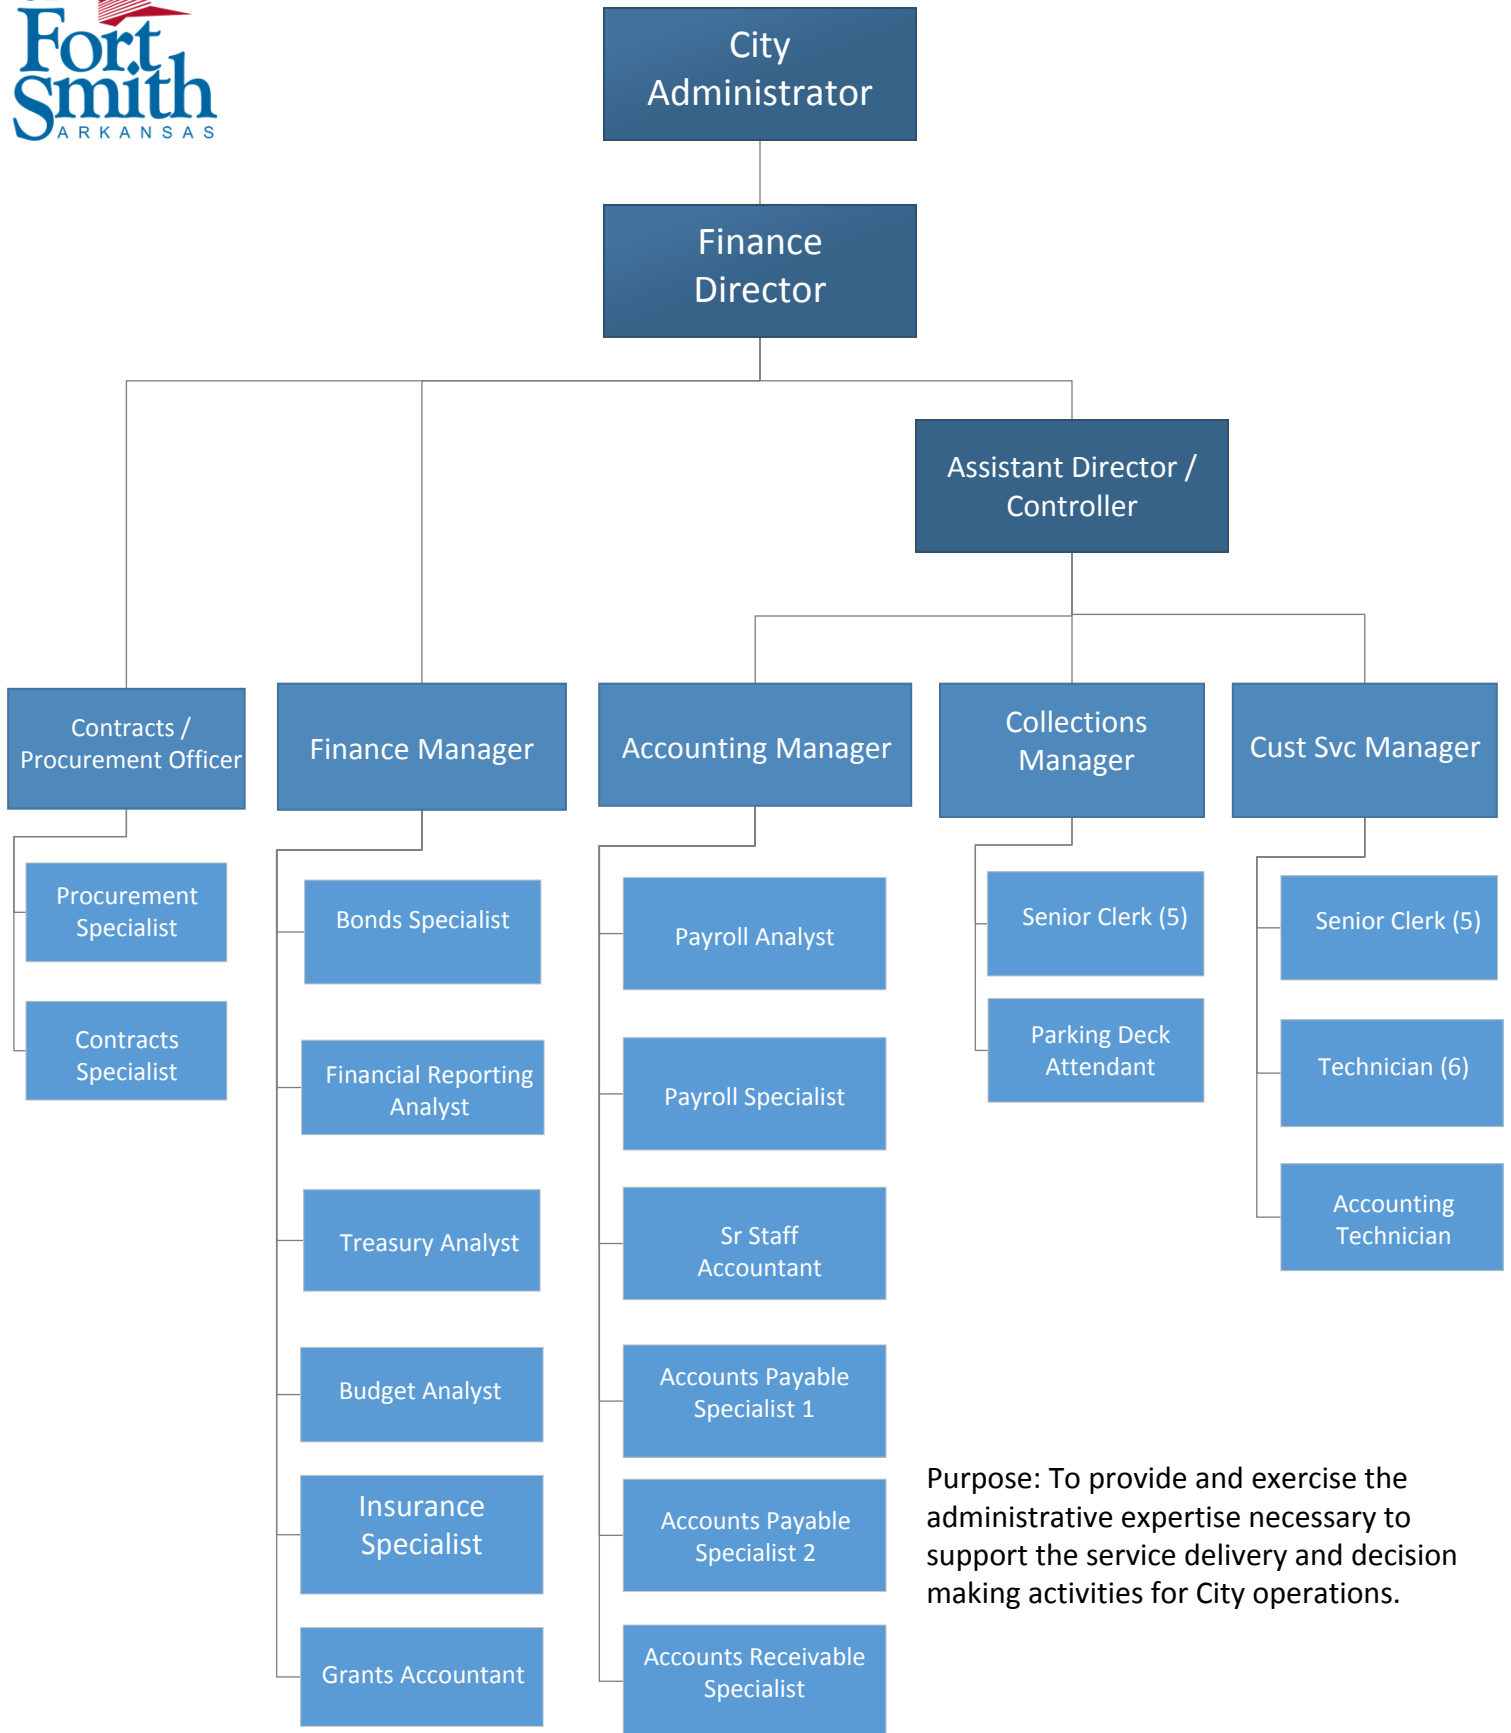 Fort
Smith
ARKANSAS
City
Administrator
Finance
Director
Assistant Director /
Controller
Contracts /
Procurement Officer
Finance Manager
Accounting Manager
Collections
Manager
Cust Svc Manager
Procurement
Specialist
Contracts
Specialist
Bonds Specialist
Financial Reporting
Analyst
Treasury Analyst
Budget Analyst
Insurance
Specialist
Grants Accountant
Payroll Analyst
Payroll Specialist
Sr Staff
Accountant
Accounts Payable
Specialist 1
Accounts Payable
Specialist 2
Accounts Receivable
Specialist
Senior Clerk (5)
Parking Deck
Attendant
Senior Clerk (5)
Technician (6)
Accounting
Technician
Purpose: To provide and exercise the
administrative expertise necessary to
support the service delivery and decision
making activities for City operations.